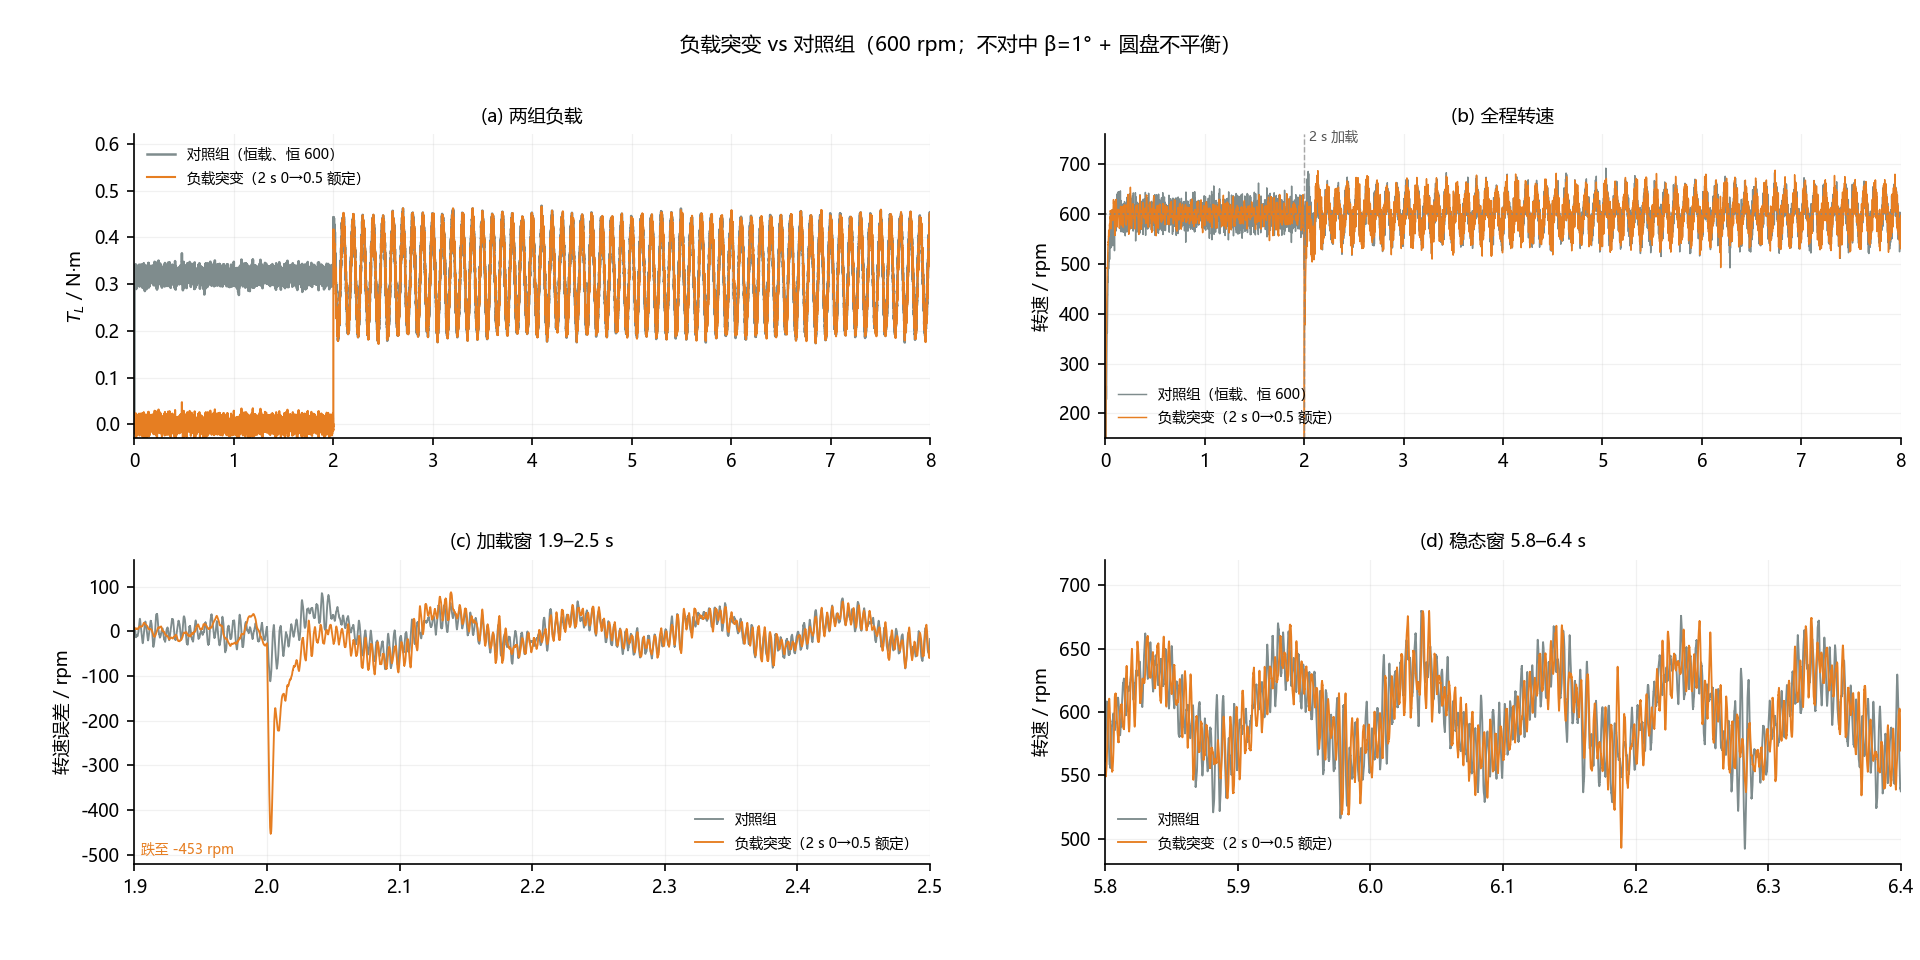 负载突变 vs 对照组（600 rpm；不对中 β=1° + 圆盘不平衡）
(a) 两组负载
0.6
0.5
0.4
0.3
0.2
0.1
0.0
T_L / N·m
对照组（恒载、恒 600）
负载突变（2 s 0→0.5 额定）
0 1 2 3 4 5 6 7 8
(b) 全程转速
2 s 加载
700
600
500
400
300
200
转速 / rpm
对照组（恒载、恒 600）
负载突变（2 s 0→0.5 额定）
0 1 2 3 4 5 6 7 8
(c) 加载窗 1.9–2.5 s
100
0
-100
-200
-300
-400
-500
转速误差 / rpm
对照组
负载突变（2 s 0→0.5 额定）
跌至 -453 rpm
1.9 2.0 2.1 2.2 2.3 2.4 2.5
(d) 稳态窗 5.8–6.4 s
700
650
600
550
500
转速 / rpm
对照组
负载突变（2 s 0→0.5 额定）
5.8 5.9 6.0 6.1 6.2 6.3 6.4